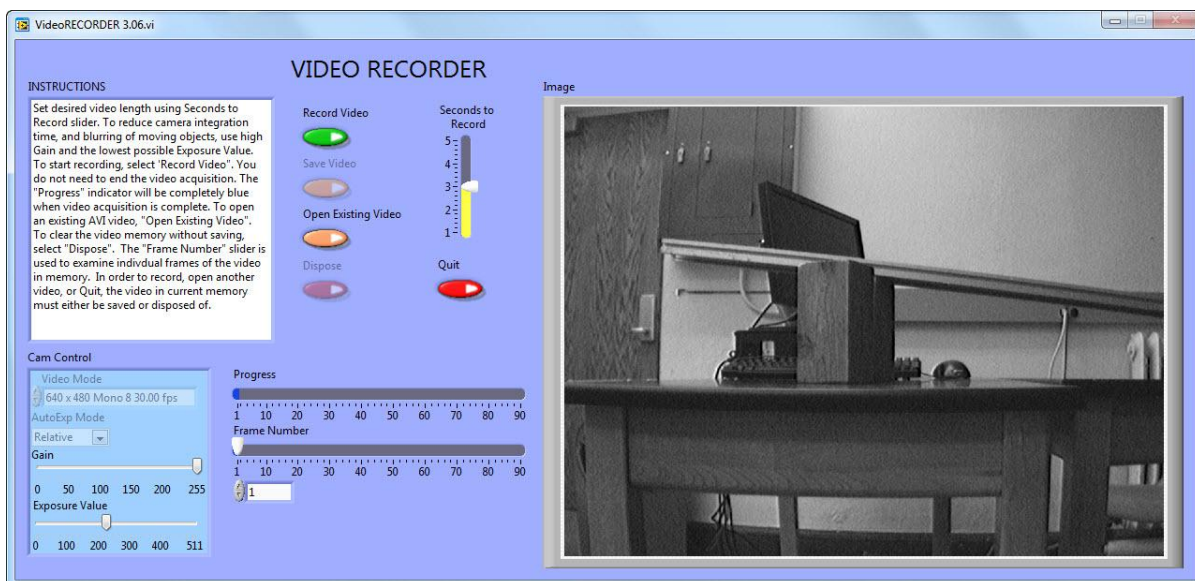 VideoRECORDER 3.06.vi
VIDEO RECORDER
INSTRUCTIONS
Set desired video length using Seconds to
Record slider. To reduce camera integration
time, and blurring of moving objects, use high
Gain and the lowest possible Exposure Value.
To start recording, select 'Record Video". You
do not need to end the video acquisition. The
"Progress" indicator will be completely blue
when video acquisition is complete. To open
an existing AVI video, "Open Existing Video".
To clear the video memory without saving,
select "Dispose". The "Frame Number" slider is
used to examine indivdual frames of the video
in memory. In order to record, open another
video, or Quit, the video in current memory
must either be saved or disposed of.
Record Video
Save Video
Open Existing Video
Dispose
Seconds to
Record
5
4
3
2
1
Quit
Image
Cam Control
Video Mode
640 x 480 Mono 8 30.00 fps
AutoExp Mode
Relative
Gain
0 50 100 150 200 255
Exposure Value
0 100 200 300 400 511
Progress
1 10 20 30 40 50 60 70 80 90
Frame Number
1 10 20 30 40 50 60 70 80 90
1